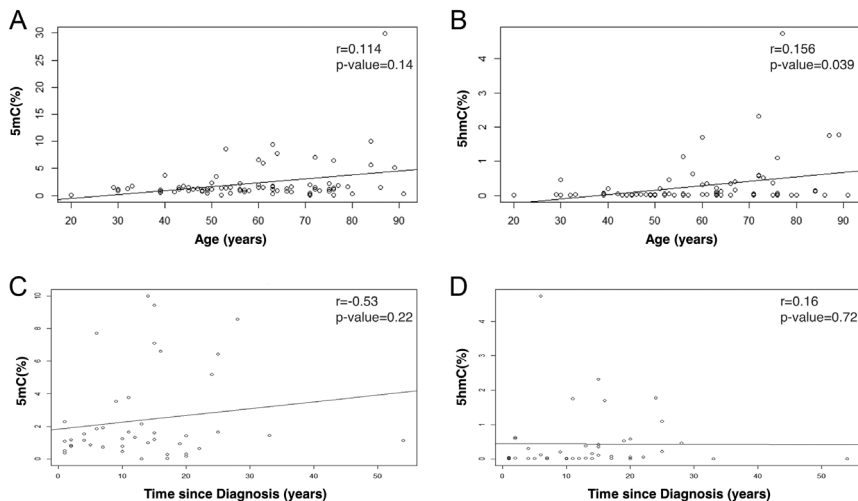 A
r=0.114
p-value=0.14
5mC(%)
30
25
20
15
10
5
0
20 30 40 50 60 70 80 90
Age (years)
B
r=0.156
p-value=0.039
5hmC(%)
4
3
2
1
0
20 30 40 50 60 70 80 90
Age (years)
C
r=-0.53
p-value=0.22
5mC(%)
10
8
6
4
2
0
0 10 20 30 40 50
Time since Diagnosis (years)
D
r=0.16
p-value=0.72
5hmC(%)
4
3
2
1
0
0 10 20 30 40 50
Time since Diagnosis (years)